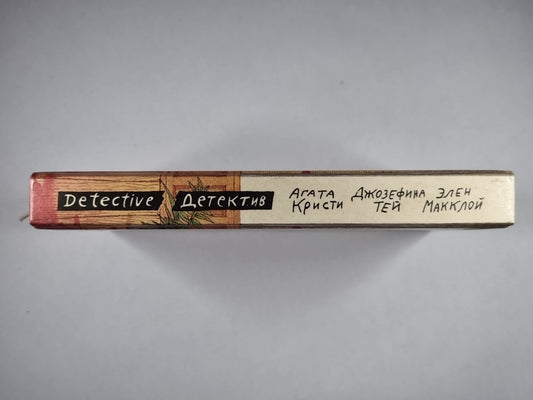 Detective Детектив
Агата Джозефина Элен
Кристи Тей Макклой